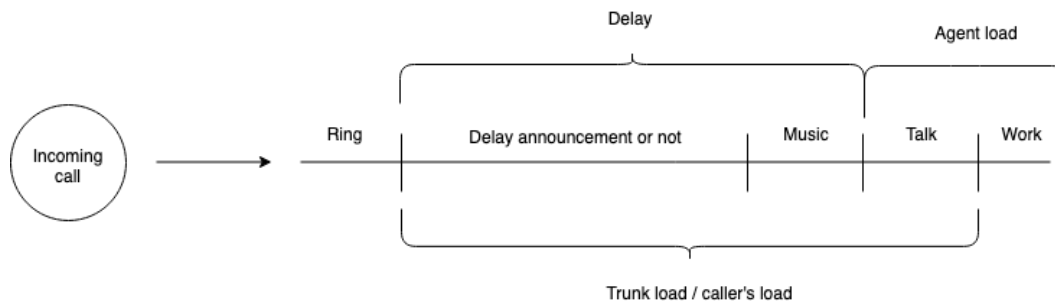 Delay
Agent load
Ring
Delay announcement or not
Music
Talk
Work
Incoming
call
Trunk load / caller's load